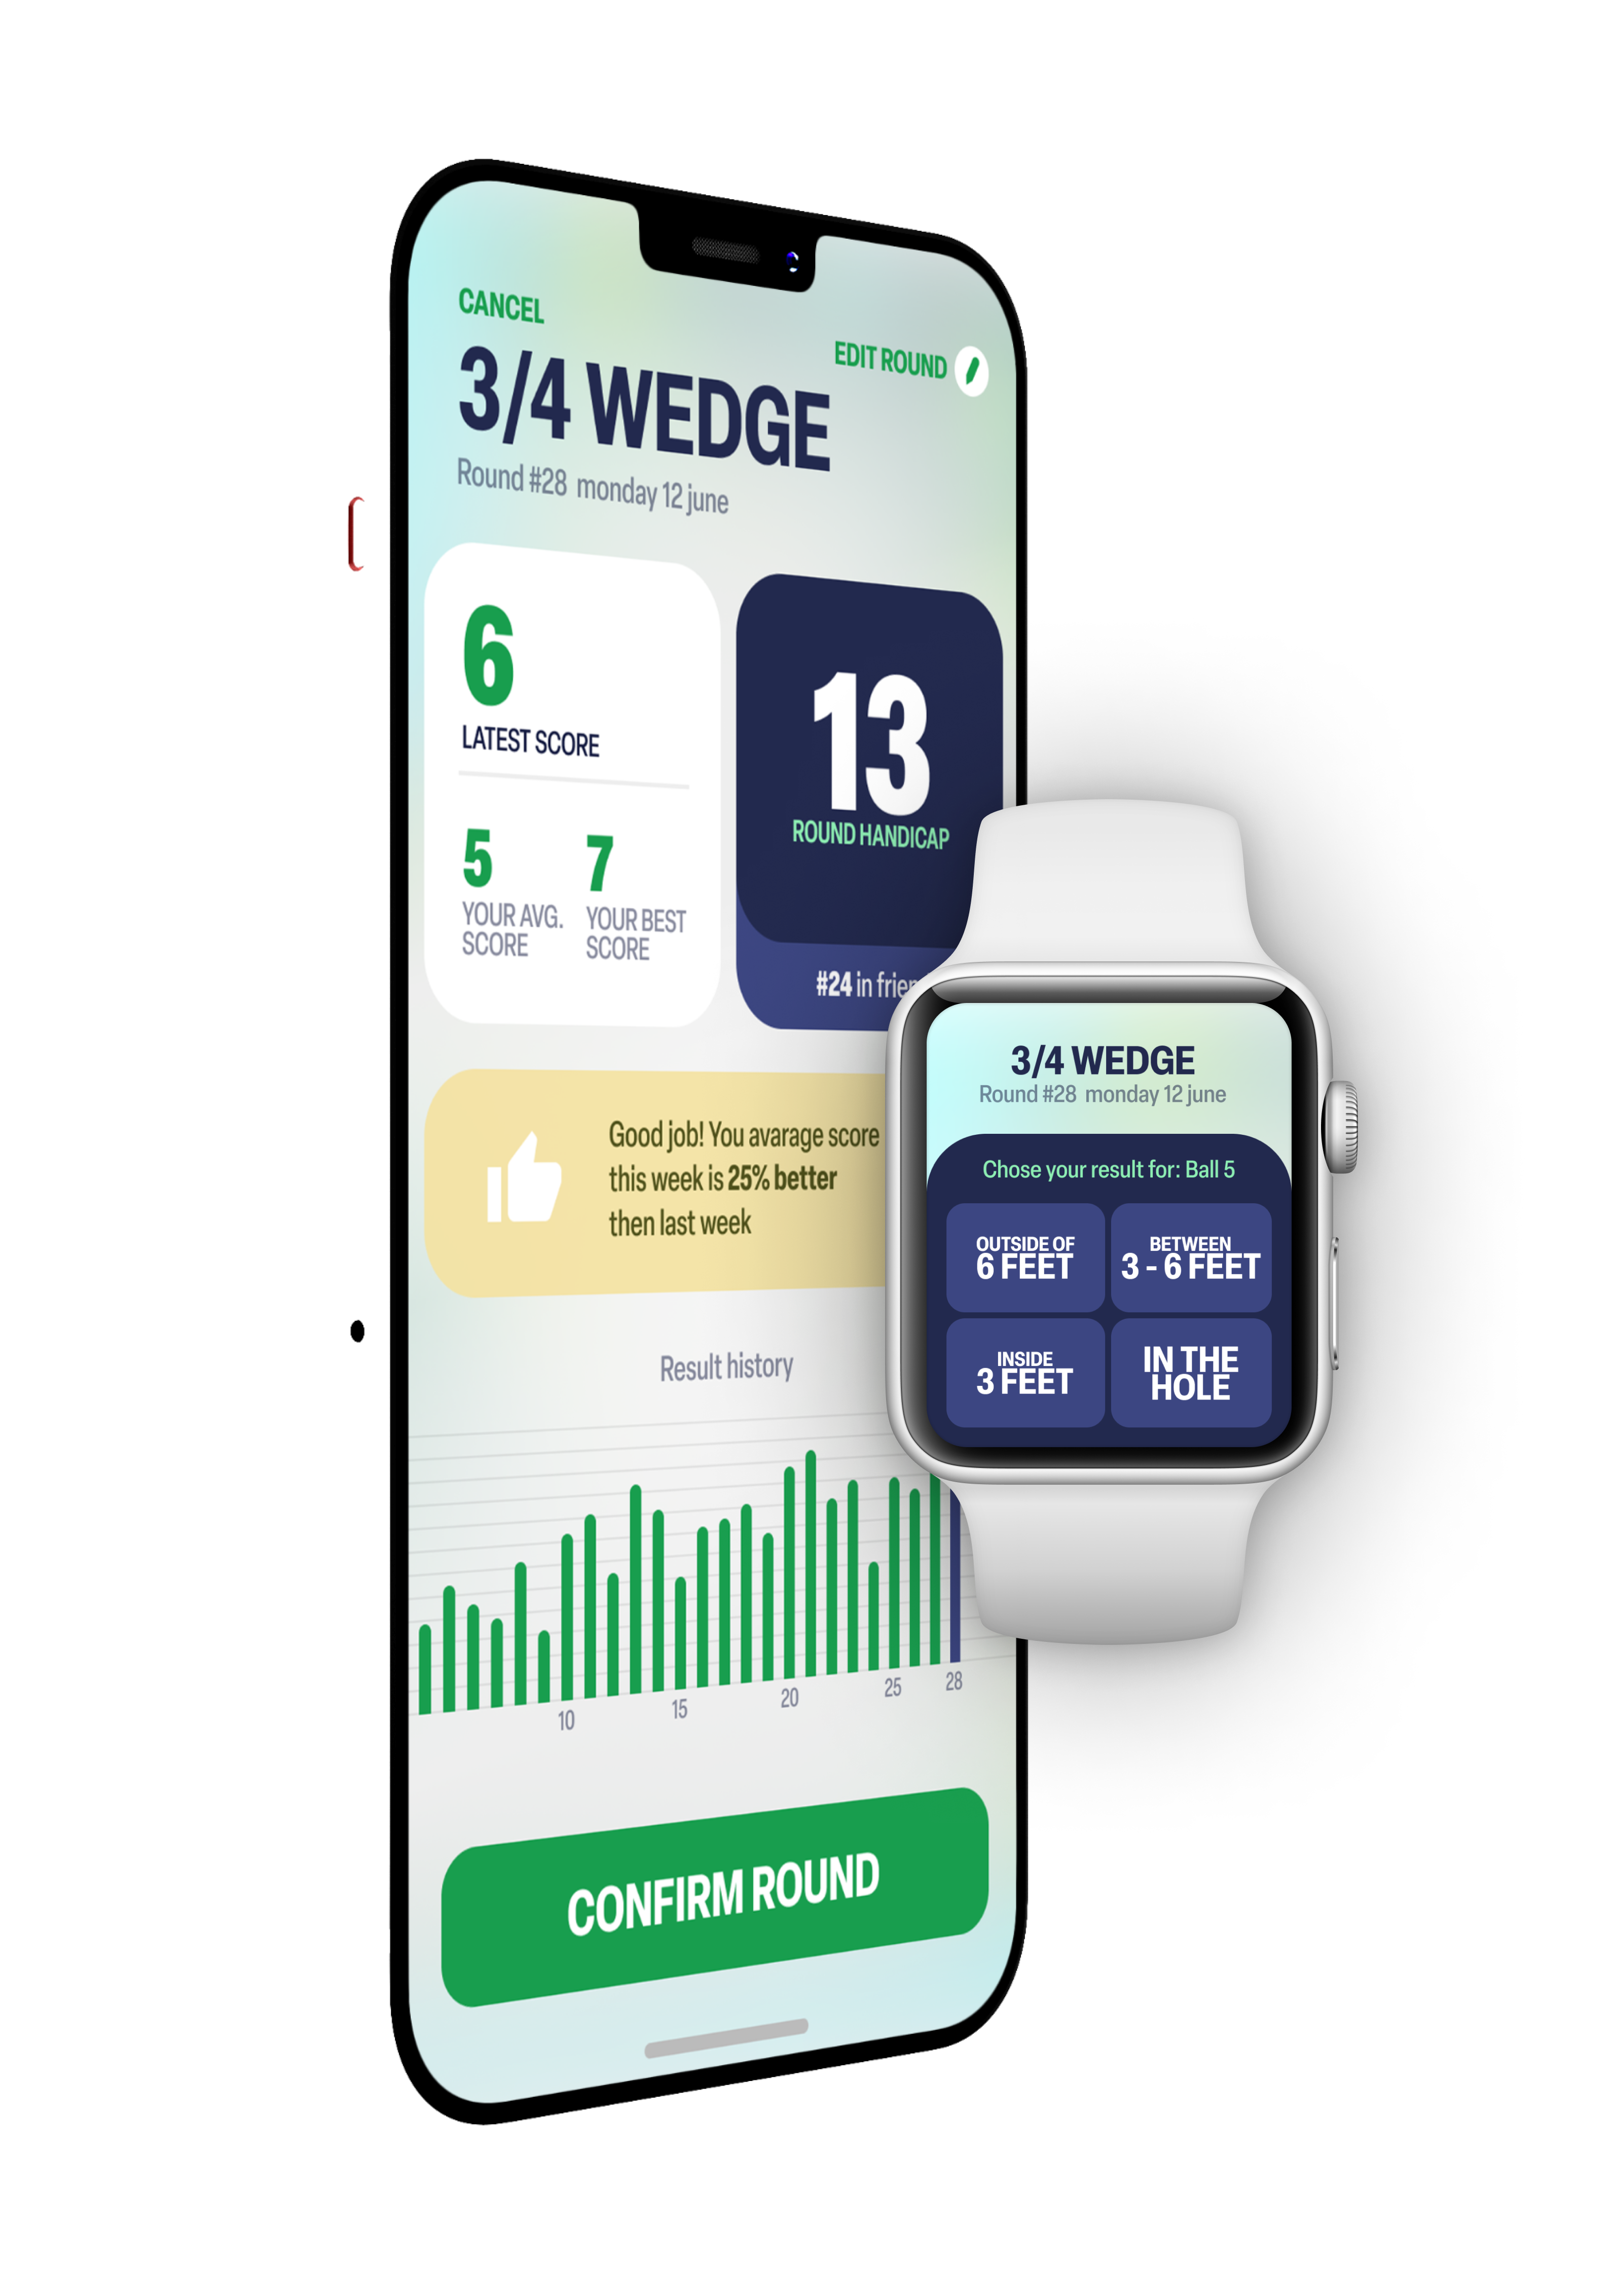 CANCEL
EDIT ROUND
3/4 WEDGE
Round #28 monday 12 june
6
LATEST SCORE
5
YOUR AVG.
SCORE
7
YOUR BEST
SCORE
13
ROUND HANDICAP
#24 in
Good job! You avarage score
this week is 25% better
then last week
Result history
10 15 20 25 28
CONFIRM ROUND
3/4 WEDGE
Round #28 monday 12 june
Chose your result for: Ball 5
OUTSIDE OF
6 FEET
BETWEEN
3 - 6 FEET
INSIDE
3 FEET
IN THE
HOLE